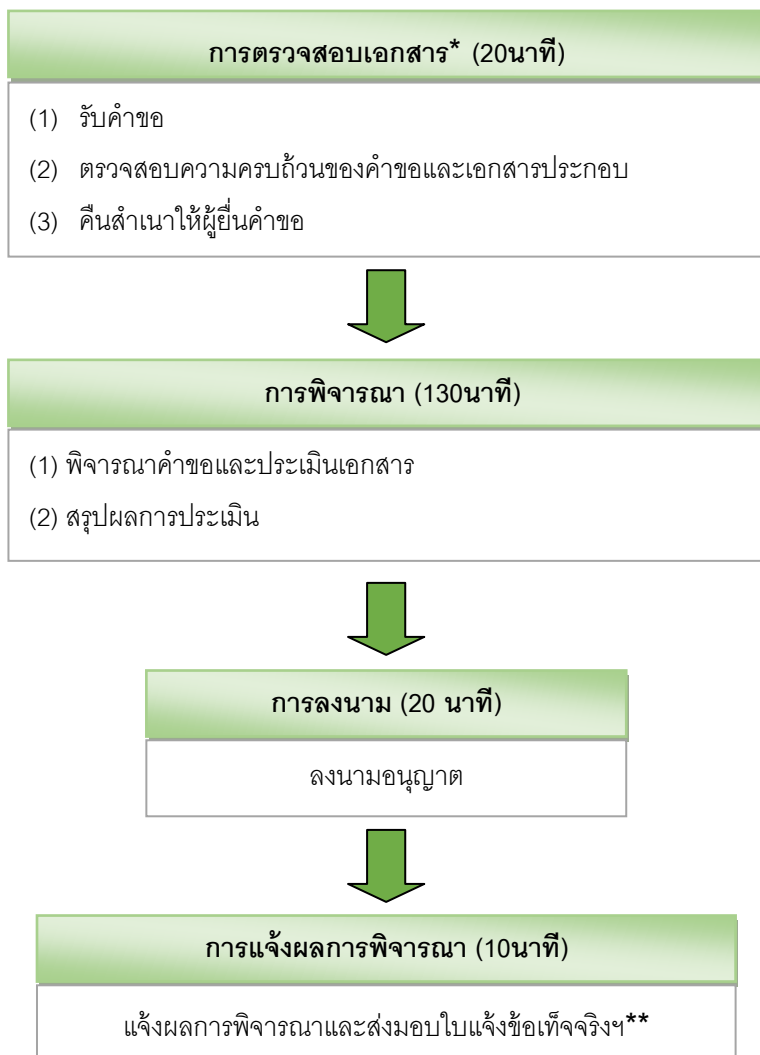 การตรวจสอบเอกสาร* (20นาที)
(1) รับคำขอ
(2) ตรวจสอบความครบถ้วนของคำขอและเอกสารประกอบ
(3) คืนสำเนาให้ผู้ยื่นคำขอ
การพิจารณา (130นาที)
(1) พิจารณาคำขอและประเมินเอกสาร
(2) สรุปผลการประเมิน
การลงนาม (20 นาที)
ลงนามอนุญาต
การแจ้งผลการพิจารณา (10นาที)
แจ้งผลการพิจารณาและส่งมอบใบแจ้งข้อเท็จจริงฯ**